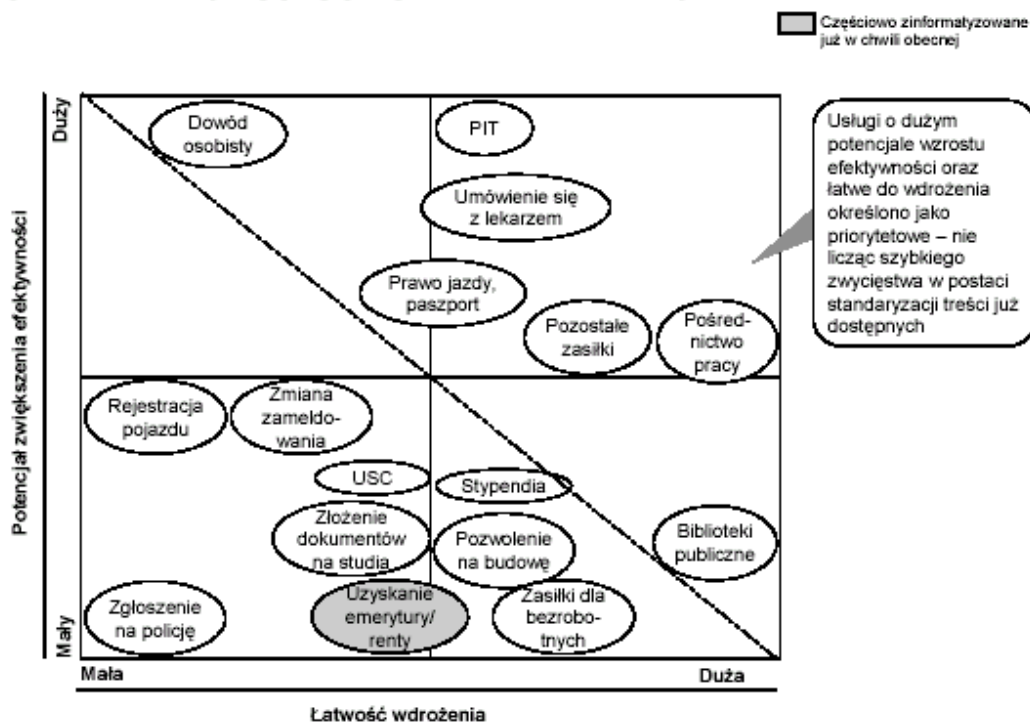 Częściowo zinformatyzowane
już w chwili obecnej
Potencjał zwiększenia efektywności
Duży
Mały
Dowód
osobisty
PIT
Umówienie się
z lekarzem
Prawo jazdy,
paszport
Pozostałe
zasiłki
Pośred-
nictwo
pracy
Usługi o dużym
potencjale wzrostu
efektywności oraz
łatwe do wdrożenia
określono jako
priorytetowe – nie
licząc szybkiego
zwycięstwa w postaci
standaryzacji treści już
dostępnych
Rejestracja
pojazdu
Zmiana
zameldo-
wania
USC
Stypendia
Złożenie
dokumentów
na studia
Pozwolenie
na budowę
Biblioteki
publiczne
Zgłoszenie
na policję
Uzyskanie
emerytury/
renty
Zasiłki dla
bezrobo-
tnych
Mała
Duża
Łatwość wdrożenia